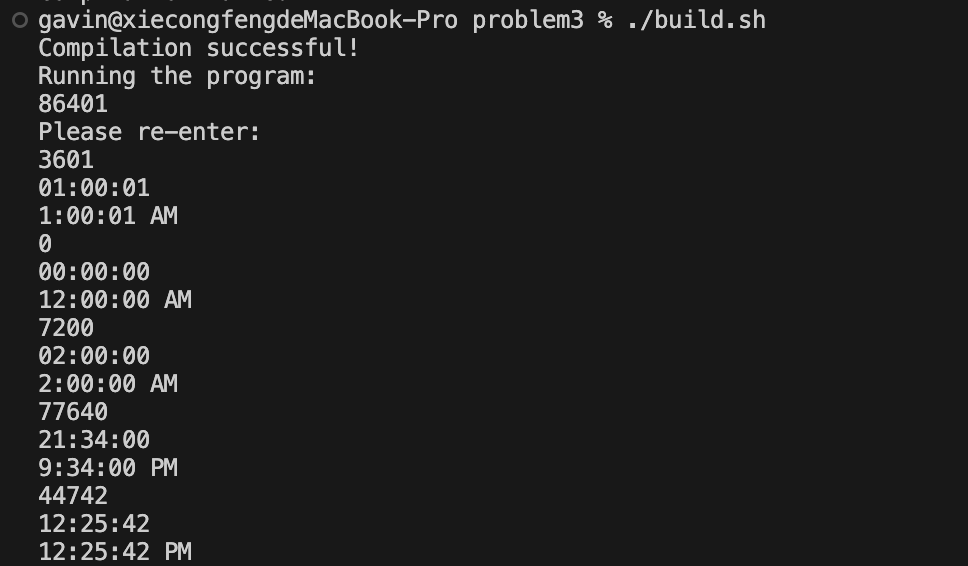 gavin@xiecongfengdeMacBook-Pro problem3 % ./build.sh
Compilation successful!
Running the program:
86401
Please re-enter:
3601
01:00:01
1:00:01 AM
0
00:00:00
12:00:00 AM
7200
02:00:00
2:00:00 AM
77640
21:34:00
9:34:00 PM
44742
12:25:42
12:25:42 PM